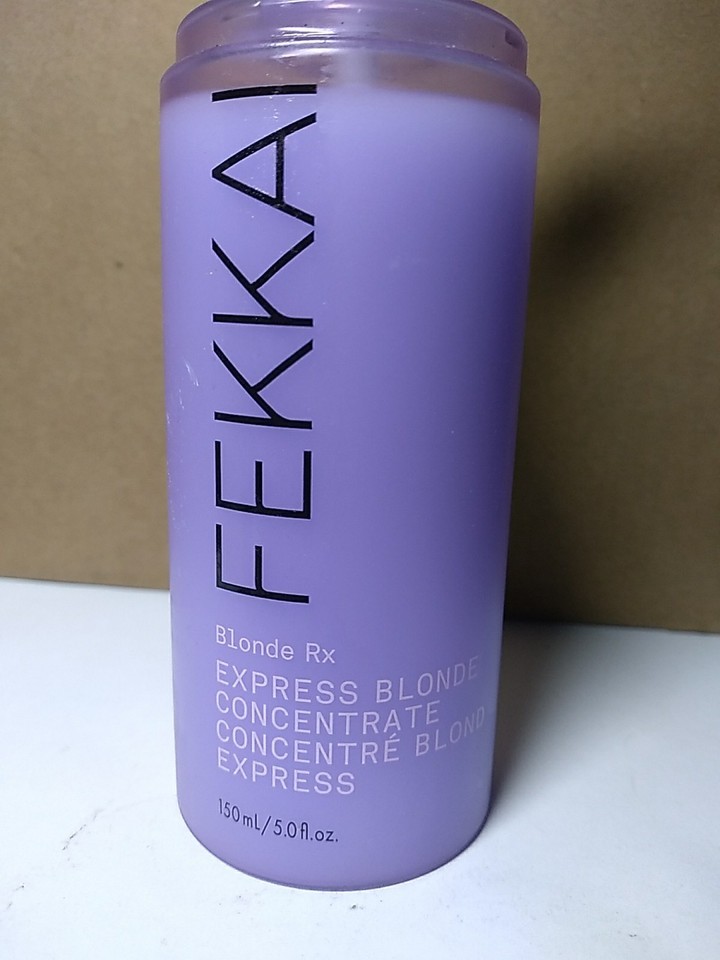 FEKKAI
Blonde Rx
EXPRESS BLONDE
CONCENTRATE
CONCENTRÉ BLOND
EXPRESS
150 mL/5.0 fl.oz.